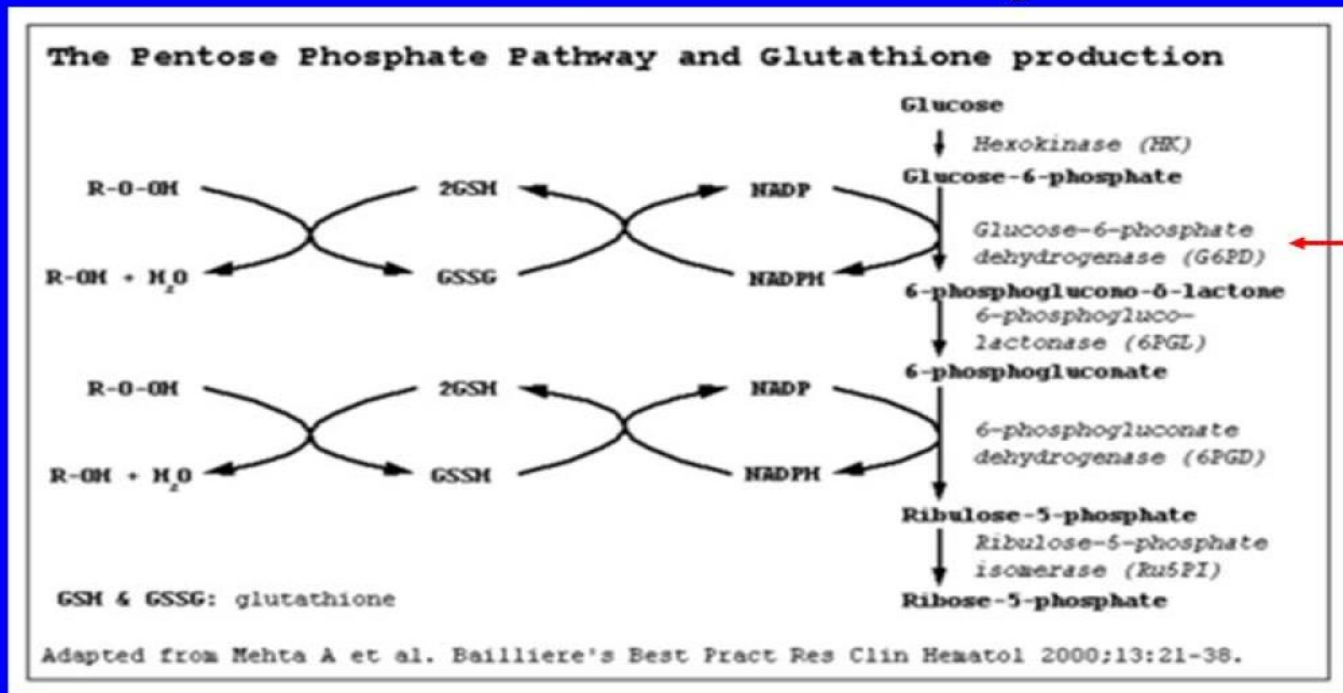 The Pentose Phosphate Pathway and Glutathione production
Glucose
Hexokinase (HK)
R-O-OH 2GSH NADP Glucose-6-phosphate
Glucose-6-phosphate
dehydrogenase (G6PD)
R-OH + H2O GSSG NADPH
6-phosphoglucono-δ-lactone
6-phosphogluco-
lactonase (6PGL)
6-phosphogluconate
R-O-OH 2GSH NADP
6-phosphogluconate
dehydrogenase (6PGD)
R-OH + H2O GSSH NADPH
Ribulose-5-phosphate
Ribulose-5-phosphate
isomerase (Ru5PI)
GSH & GSSG: glutathione Ribose-5-phosphate
Adapted from Mehta A et al. Bailliere's Best Pract Res Clin Hematol 2000;13:21-38.